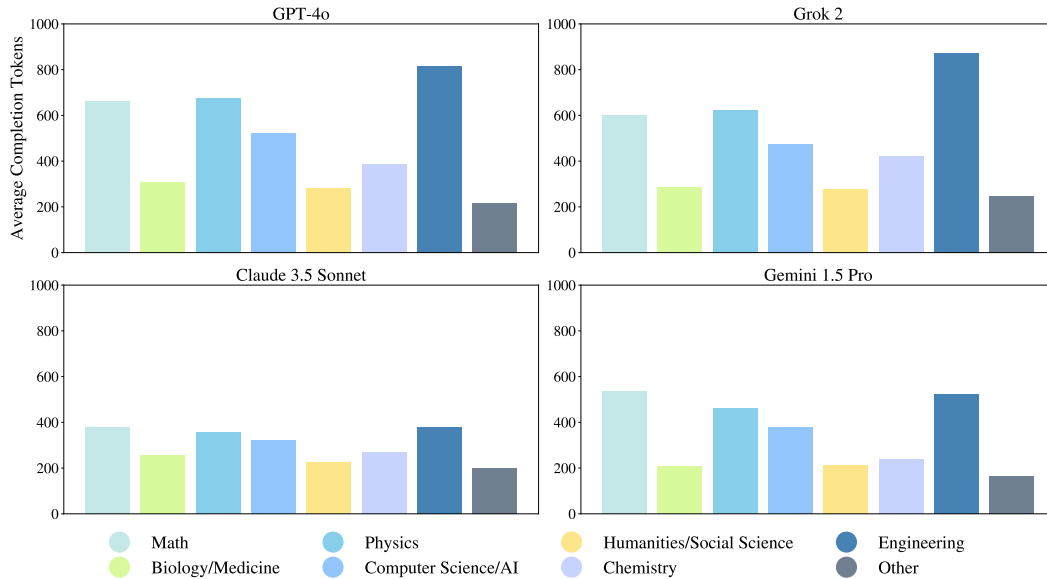 GPT-4o
Grok 2
Average Completion Tokens
1000
800
600
400
200
0
1000
800
600
400
200
0
Claude 3.5 Sonnet
Gemini 1.5 Pro
1000
800
600
400
200
0
1000
800
600
400
200
0
Math
Physics
Humanities/Social Science
Engineering
Biology/Medicine
Computer Science/AI
Chemistry
Other